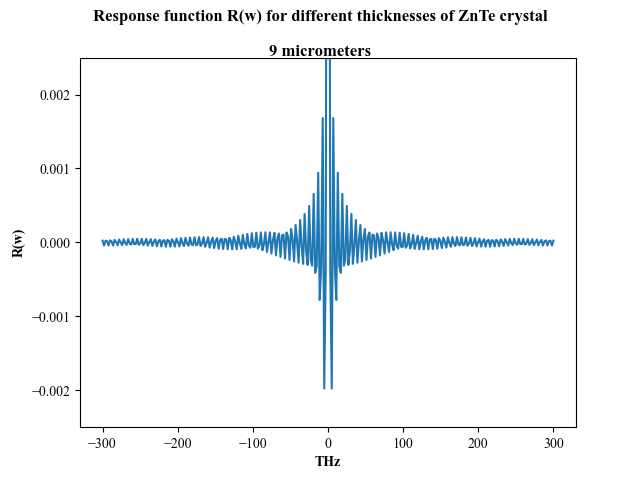 Response function R(w) for different thicknesses of ZnTe crystal
9 micrometers
0.002
0.001
0.000
−0.001
−0.002
R(w)
−300 −200 −100 0 100 200 300
THz